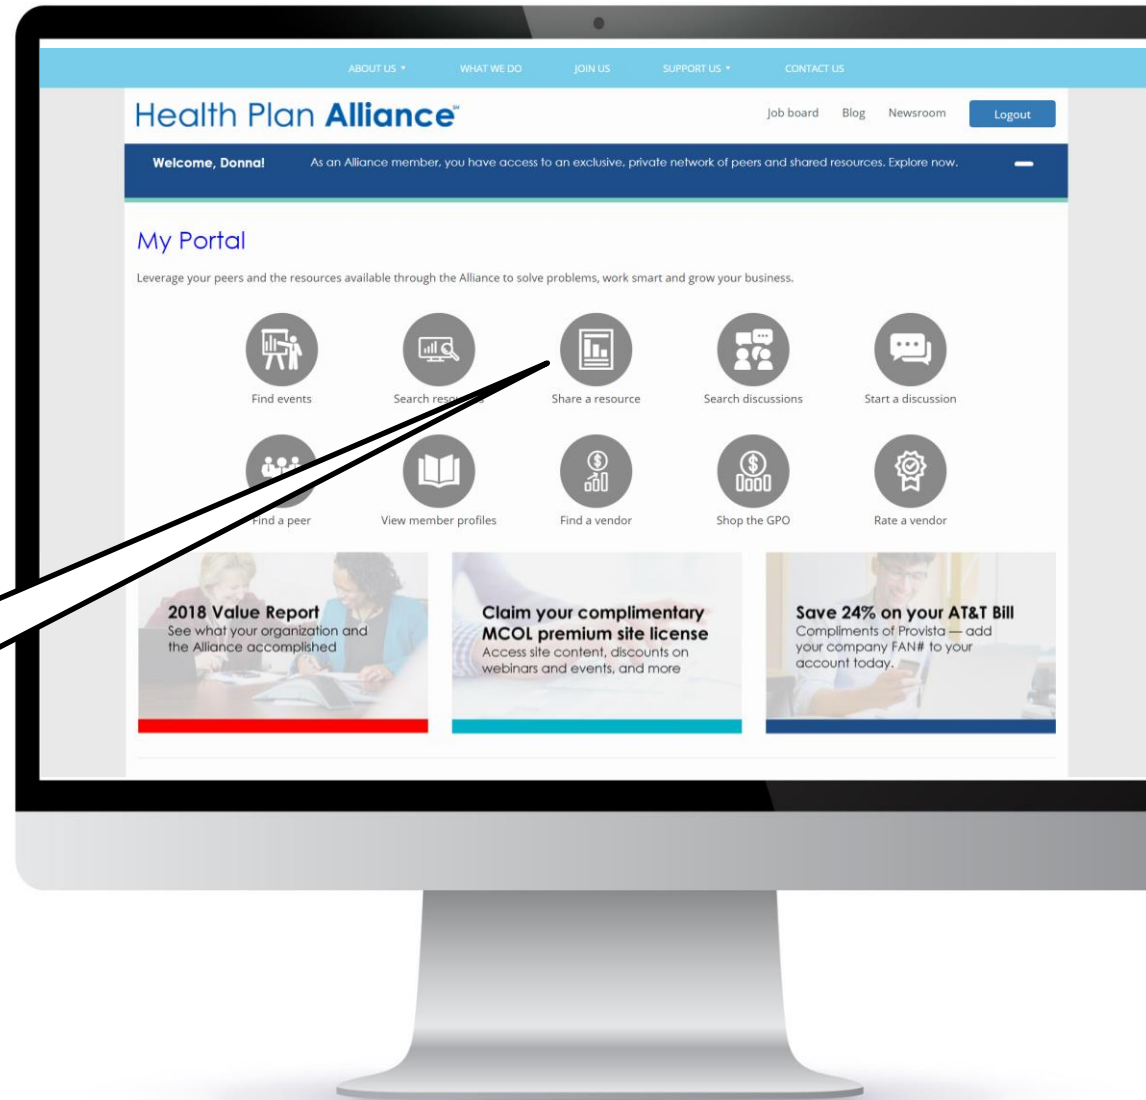 ABOUT US WHAT WE DO JOIN US SUPPORT US CONTACT US
Health Plan Alliance℠ Job board Blog Newsroom Logout
Welcome, Donna! As an Alliance member, you have access to an exclusive, private network of peers and shared resources. Explore now.
My Portal
Leverage your peers and the resources available through the Alliance to solve problems, work smart and grow your business.
Find events Search Share a resource Search discussions Start a discussion
Find a peer View member profiles Find a vendor Shop the GPO Rate a vendor
2018 Value Report
See what your organization and
the Alliance accomplished
Claim your complimentary
MCOL premium site license
Access site content, discounts on
webinars and events, and more
Save 24% on your AT&T Bill
Compliments of Provista — add
your company FAN# to your
account today.